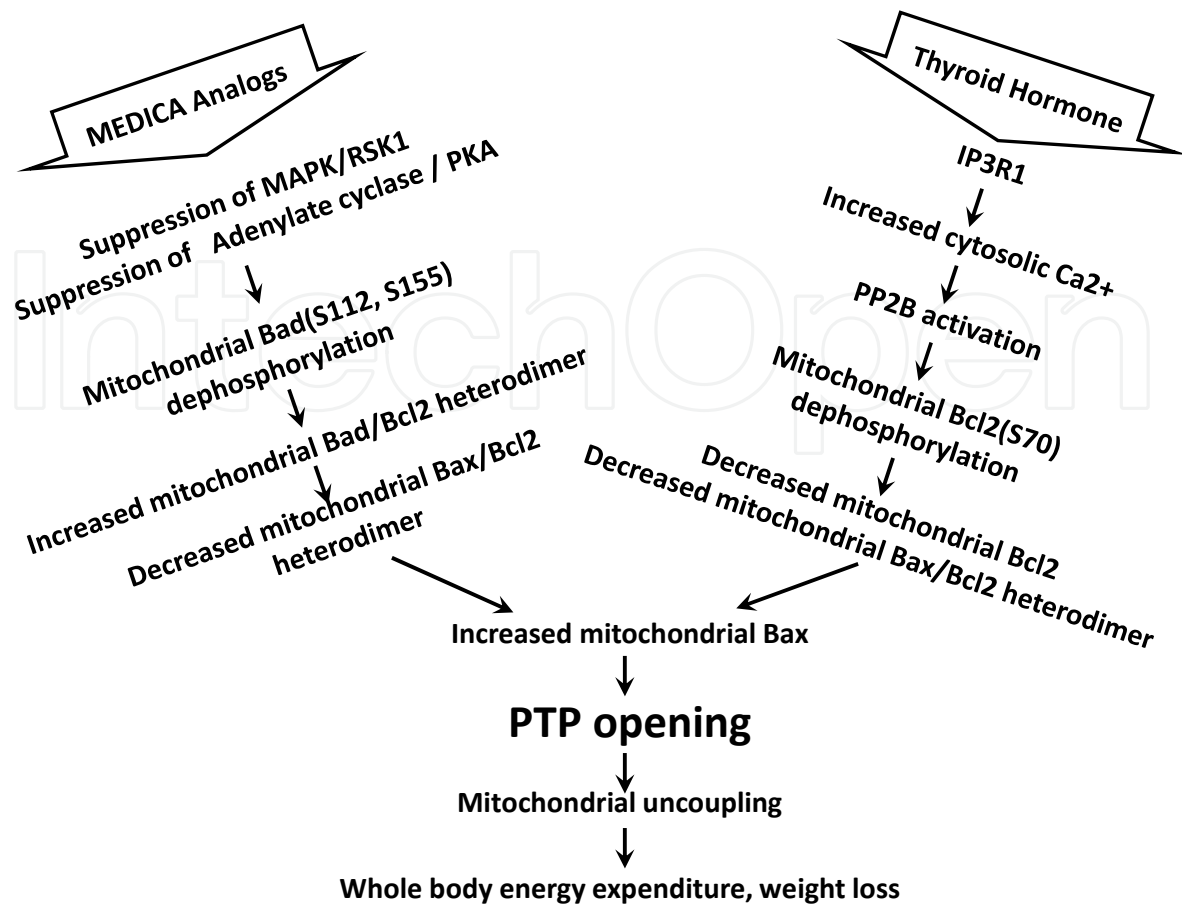 MEDICA Analogs
Suppression of MAPK/RSK1
Suppression of Adenylate cyclase / PKA
Mitochondrial Bad(S112, S155)
dephosphorylation
Increased mitochondrial Bad/Bcl2 heterodimer
Decreased mitochondrial Bax/Bcl2
heterodimer
Thyroid Hormone
IP3R1
Increased cytosolic Ca2+
PP2B activation
Mitochondrial Bcl2(S70)
dephosphorylation
Decreased mitochondrial Bcl2
Decreased mitochondrial Bax/Bcl2 heterodimer
Increased mitochondrial Bax
PTP opening
Mitochondrial uncoupling
Whole body energy expenditure, weight loss
IntechOpen